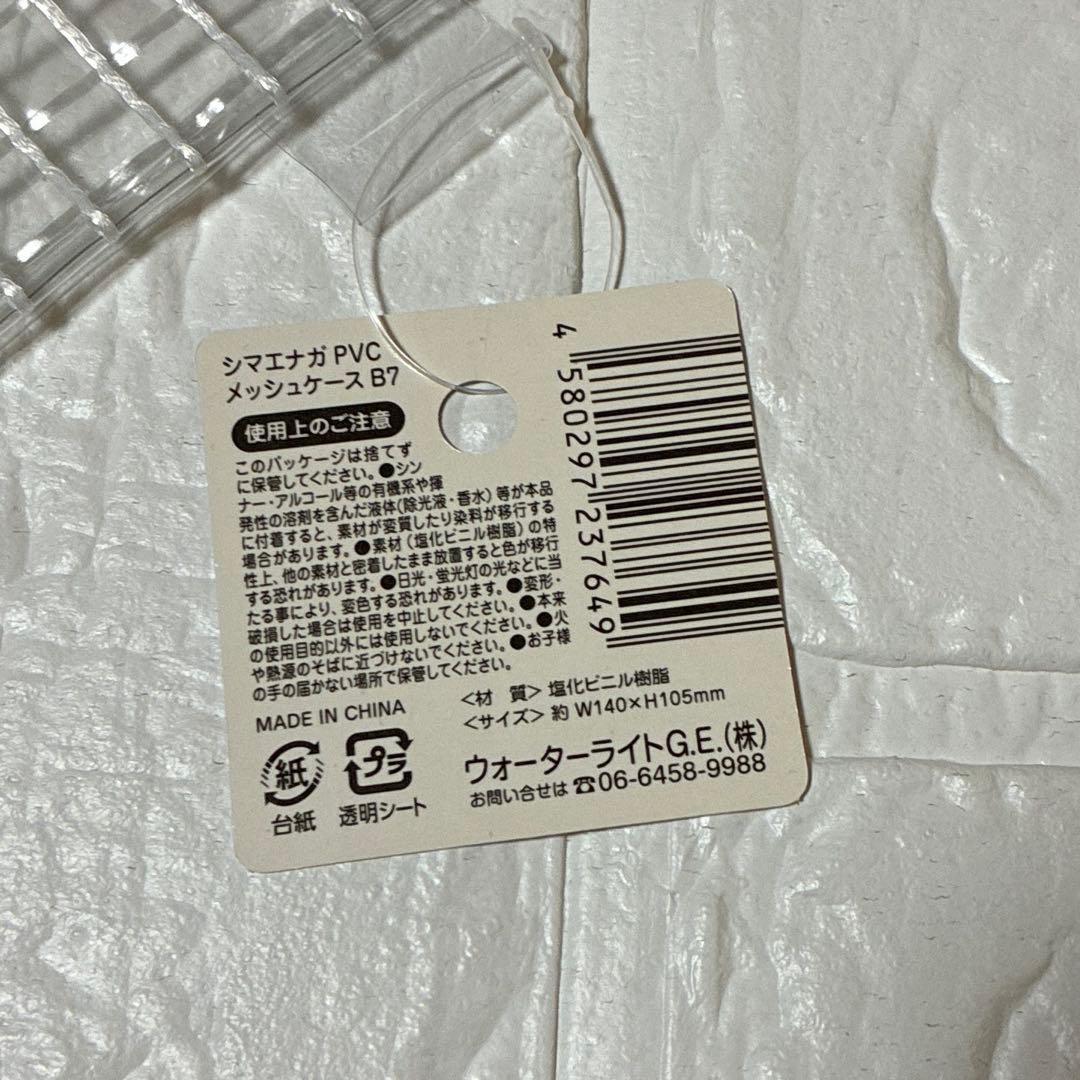 シマエナガ PVC
メッシュケース B7
使用上のご注意
このパッケージは捨てず
に保管してください。●シン
ナー・アルコール等の有機系や揮
発性の溶剤を含んだ液体(除光液・香水)等が本品
に付着すると、素材が変質したり染料が移行する
場合があります。●素材(塩化ビニル樹脂)の特
性上、他の素材と密着したまま放置すると色が移行
する恐れがあります。●日光・蛍光灯の光などに当
たる事により、変色する恐れがあります。●変形・
破損した場合は使用を中止してください。●本来
の使用目的以外には使用しないでください。●火
や熱源のそばに近づけないでください。●お子様
の手の届かない場所で保管してください。
4 580297 237649
<材 質> 塩化ビニル樹脂
<サイズ> 約 W140×H105mm
MADE IN CHINA
紙
台紙
プラ
透明シート
ウォーターライトG.E.(株)
お問い合せは ☎06-6458-9988